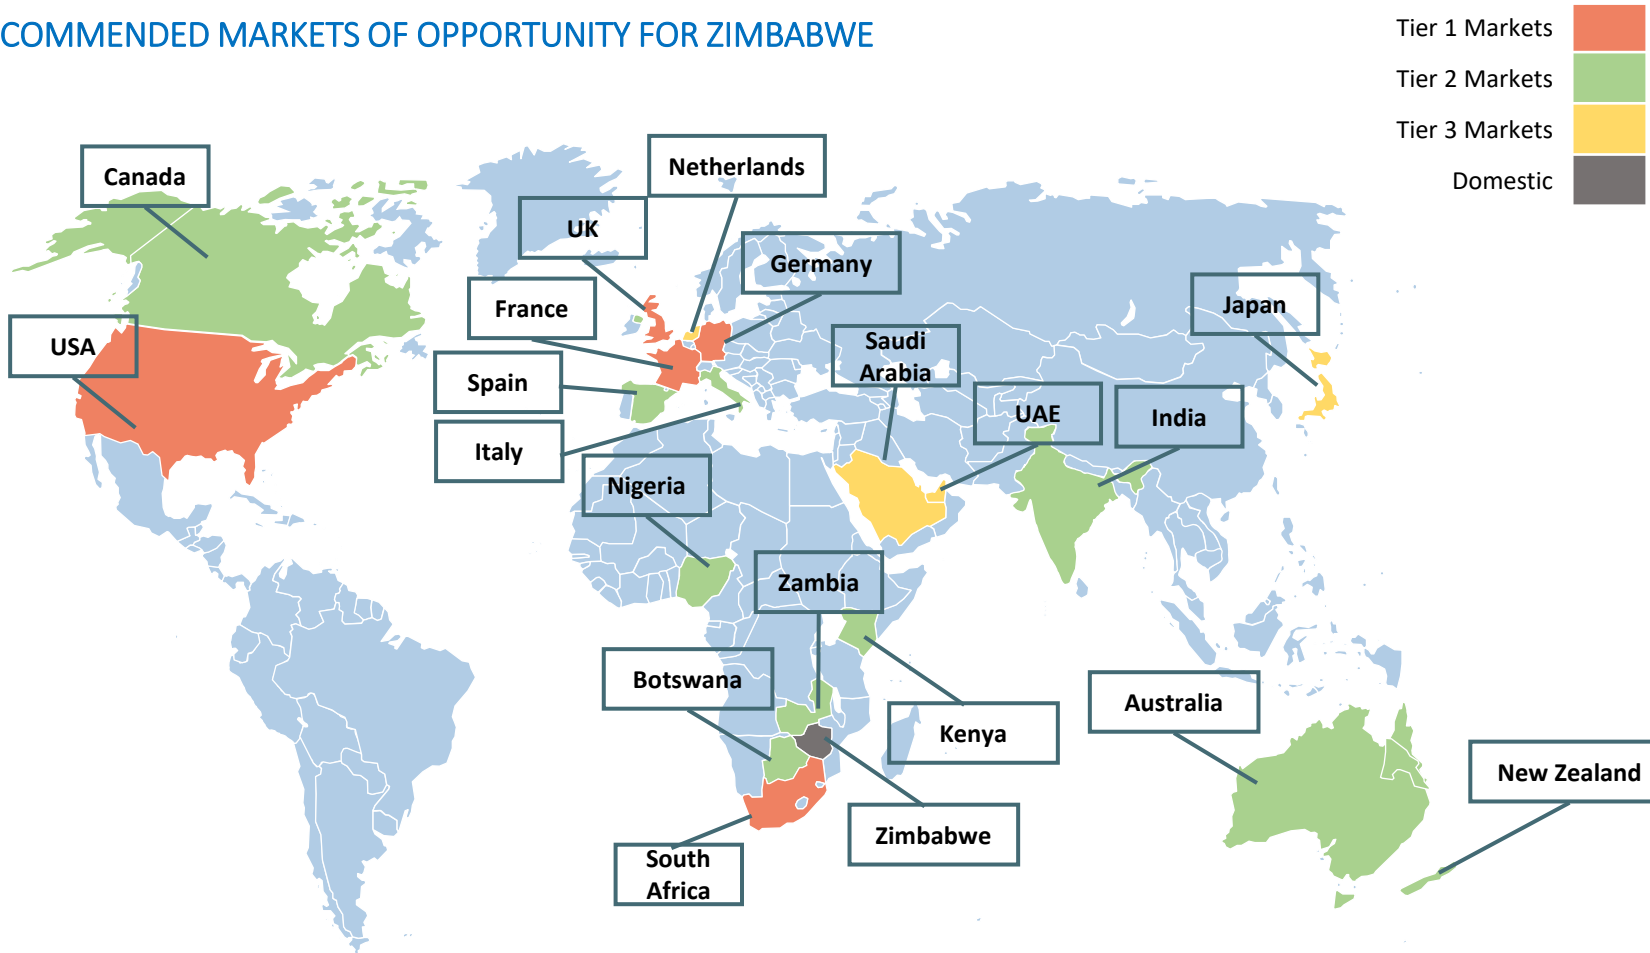 COMMENDED MARKETS OF OPPORTUNITY FOR ZIMBABWE
Tier 1 Markets
Tier 2 Markets
Tier 3 Markets
Domestic
Canada
Netherlands
UK
Germany
France
Japan
USA
Saudi
Arabia
Spain
UAE
India
Italy
Nigeria
Zambia
Botswana
Australia
Kenya
New Zealand
Zimbabwe
South
Africa